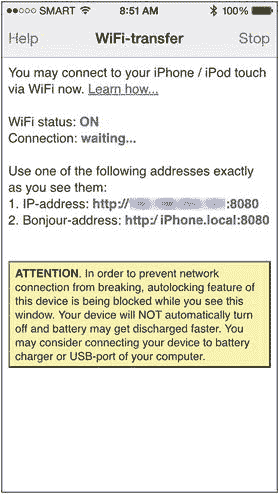 SMART 8:51 AM 100%
Help WiFi-transfer Stop
You may connect to your iPhone / iPod touch
via WiFi now. Learn how...
WiFi status: ON
Connection: waiting...
Use one of the following addresses exactly
as you see them:
1. IP-address: http:// :8080
2. Bonjour-address: http:/ iPhone.local:8080
ATTENTION. In order to prevent network
connection from breaking, autolocking feature of
this device is being blocked while you see this
window. Your device will NOT automatically turn
off and battery may get discharged faster. You
may consider connecting your device to battery
charger or USB-port of your computer.